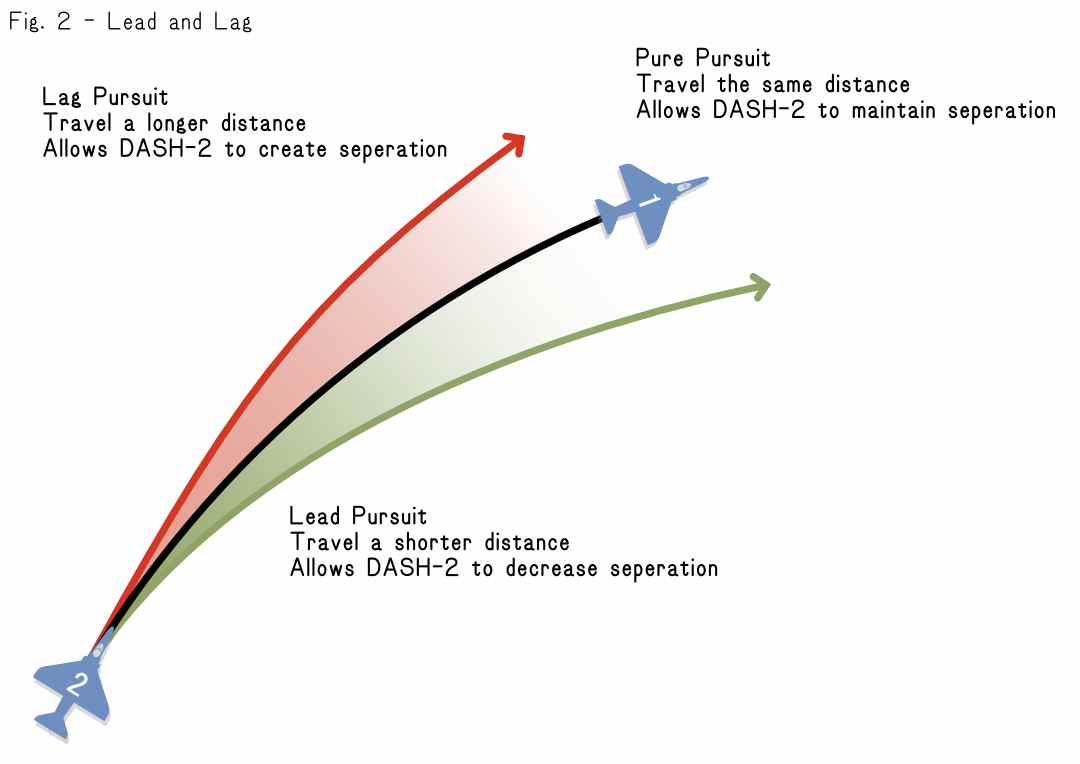 Fig. 2 - Lead and Lag
Pure Pursuit
Travel the same distance
Allows DASH-2 to maintain seperation
Lag Pursuit
Travel a longer distance
Allows DASH-2 to create seperation
1
Lead Pursuit
Travel a shorter distance
Allows DASH-2 to decrease seperation
2